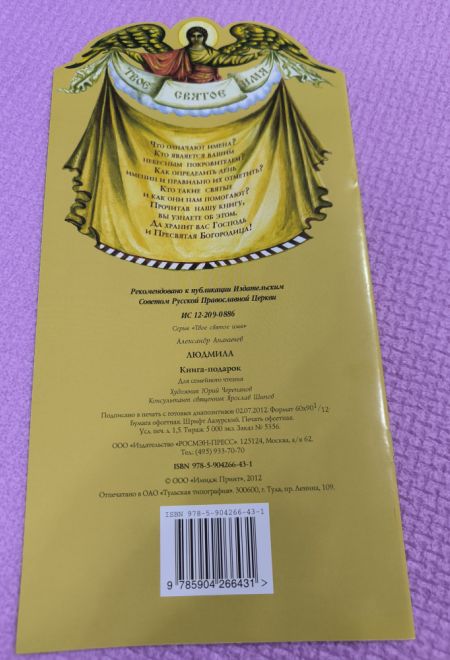 ТВОЕ СВЯТОЕ ИМЯ
Что означают имена?
Кто является вашим
небесным покровителем?
Как определить день
именин и правильно их отметить?
Кто такие святые
и как они нам помогают?
Прочитав нашу книгу,
вы узнаете об этом.
Да хранит вас Господь
и Пресвятая Богородица!
Рекомендовано к публикации Издательским
Советом Русской Православной Церкви
ИС 12-209-0886
Серия «Твое святое имя»
Александр Ананичев
ЛЮДМИЛА
Книга-подарок
Для семейного чтения
Художник Юрий Черепанов
Консультант священник Ярослав Шипов
Подписано в печать с готовых диапозитивов 02.07.2012. Формат 60х90 1/12
Бумага офсетная. Шрифт Лазурский. Печать офсетная.
Усл. печ. л. 1,5. Тираж 5 000 экз. Заказ № 5356.
ООО «Издательство «РОСМЭН-ПРЕСС». 125124, Москва, а/я 62.
Тел.: (495) 933-70-70
ISBN 978-5-904266-43-1
© ООО «Имидж Принт», 2012
Отпечатано в ОАО «Тульская типография». 300600, г. Тула, пр. Ленина, 109.
ISBN 978-5-904266-43-1
9 785904 266431 >